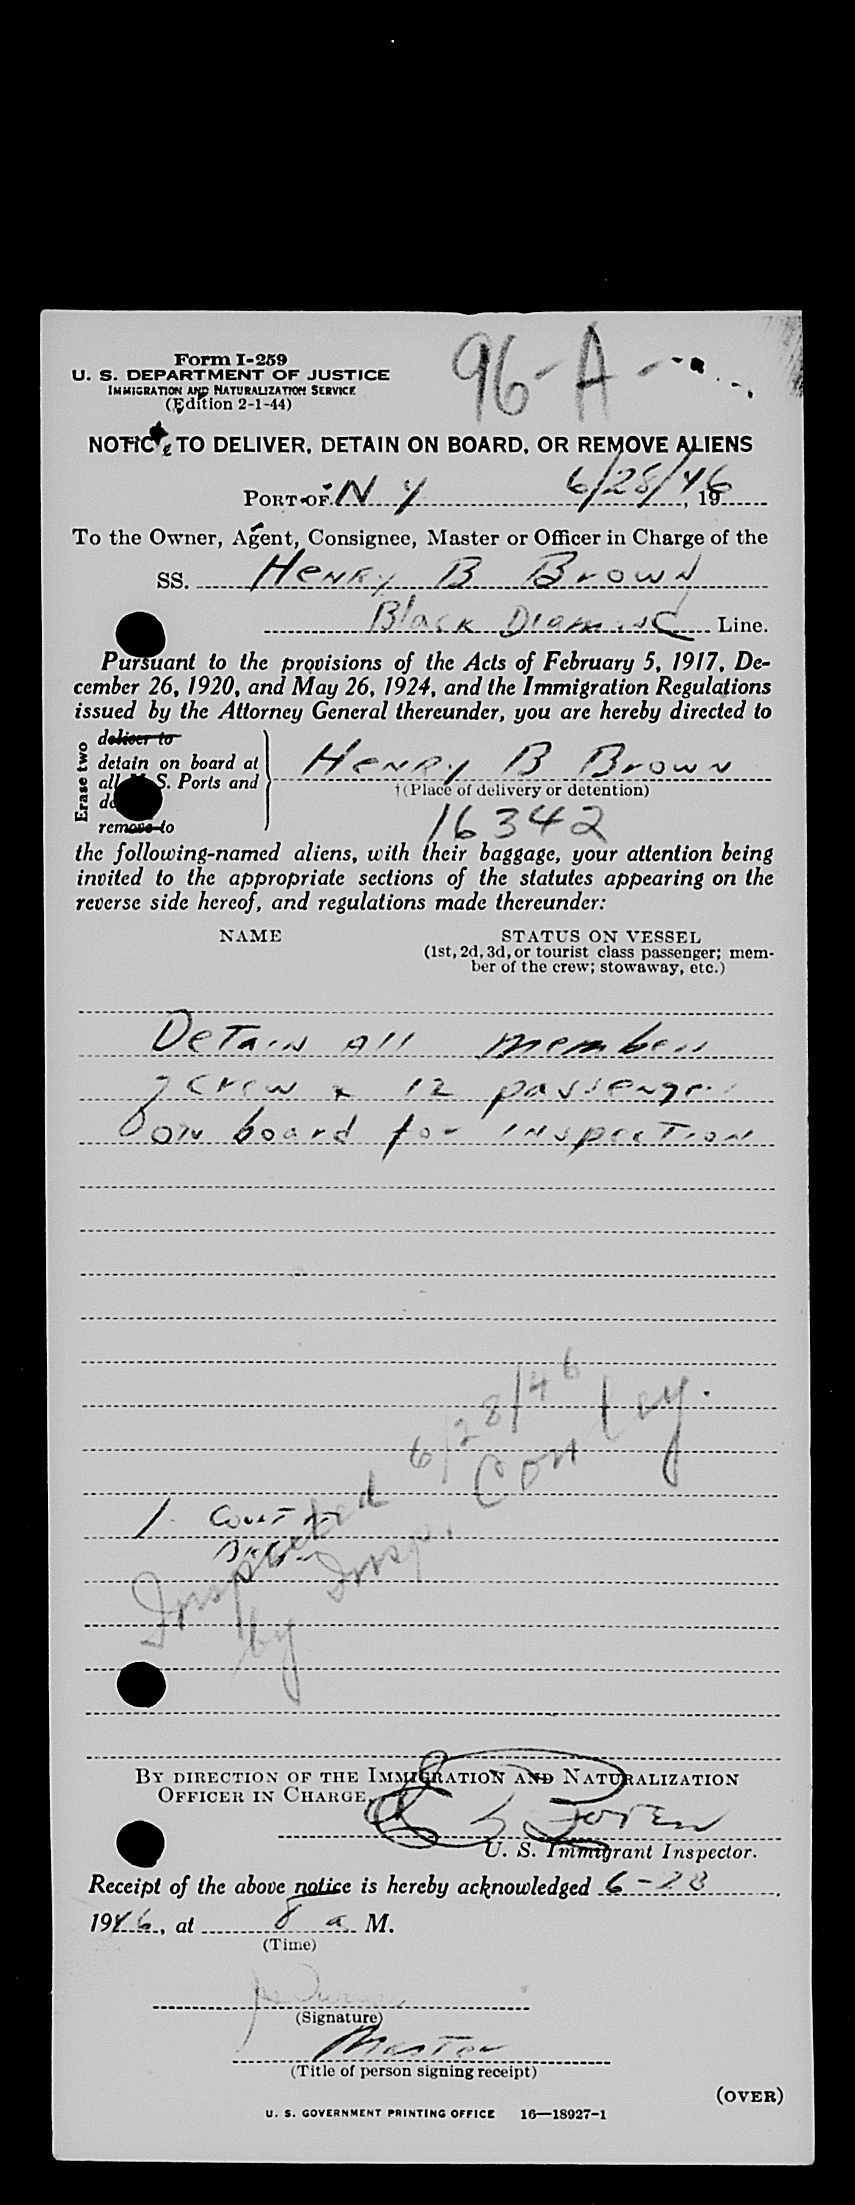 96-A
Form I-259
U. S. DEPARTMENT OF JUSTICE
IMMIGRATION AND NATURALIZATION SERVICE
(Edition 2-1-44)
NOTICE TO DELIVER, DETAIN ON BOARD, OR REMOVE ALIENS
PORT OF N Y 6/28/46, 19
To the Owner, Agent, Consignee, Master or Officer in Charge of the
SS. Henry B Brown
Black Diamond Line.
Pursuant to the provisions of the Acts of February 5, 1917, De-
cember 26, 1920, and May 26, 1924, and the Immigration Regulations
issued by the Attorney General thereunder, you are hereby directed to
Erase two
deliver to
detain on board at
all U. S. Ports and
remove to
Henry B Brown
†(Place of delivery or detention)
16342
the following-named aliens, with their baggage, your attention being
invited to the appropriate sections of the statutes appearing on the
reverse side hereof, and regulations made thereunder:
NAME STATUS ON VESSEL
(1st, 2d, 3d, or tourist class passenger; mem-
ber of the crew; stowaway, etc.)
Detain all members
of crew & 12 passengers
on board for inspection
Inspected 6/28/46
by Insp. Conley.
1.
BY DIRECTION OF THE IMMIGRATION AND NATURALIZATION
OFFICER IN CHARGE,
U. S. Immigrant Inspector.
Receipt of the above notice is hereby acknowledged 6-28
1946, at 8 a M.
(Time)
(Signature)
Master
(Title of person signing receipt)
(OVER)
U. S. GOVERNMENT PRINTING OFFICE 16—18927-1